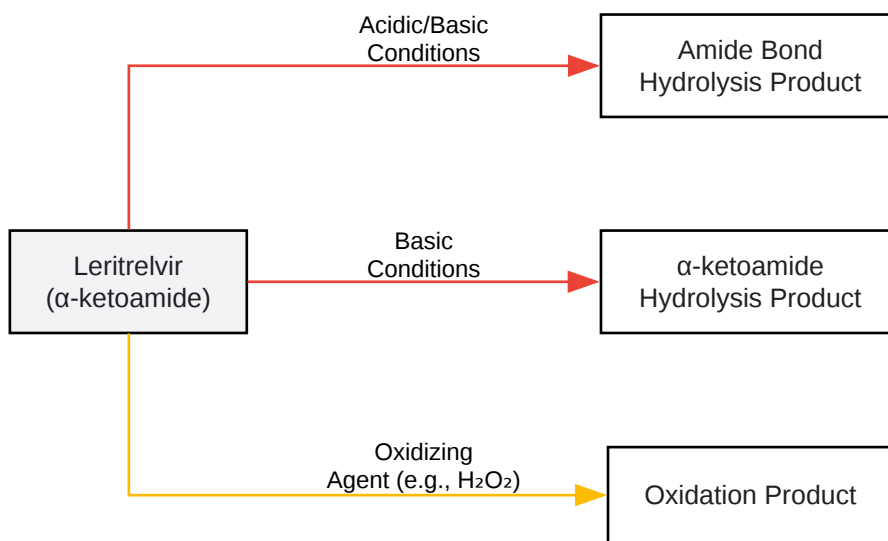 Acidic/Basic
Conditions
Amide Bond
Hydrolysis Product
Leritrelvir
(α-ketoamide)
Basic
Conditions
α-ketoamide
Hydrolysis Product
Oxidizing
Agent (e.g., H₂O₂)
Oxidation Product